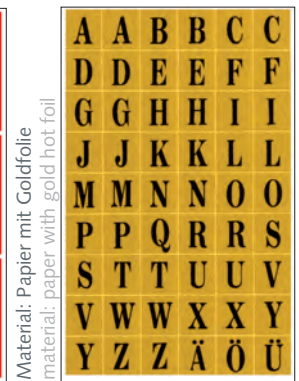 Material: Papier mit Goldfolie
material: paper with gold hot foil
A A B B C C
D D E E F F
G G H H I I
J J K K L L
M M N N O O
P P Q R R S
S T T U U V
V W W X X Y
Y Z Z Ä Ö Ü